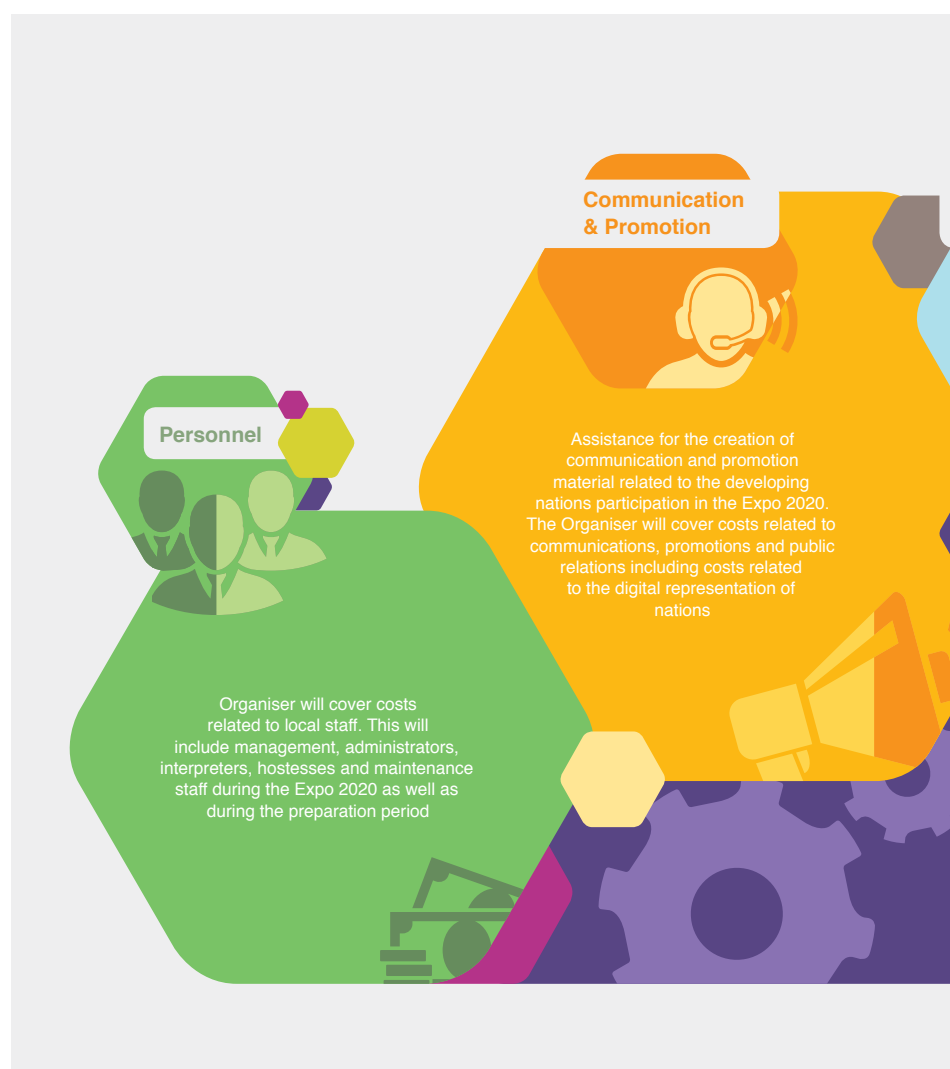 Communication
& Promotion
Assistance for the creation of
communication and promotion
material related to the developing
nations participation in the Expo 2020.
The Organiser will cover costs related to
communications, promotions and public
relations including costs related
to the digital representation of
nations
Personnel
Organiser will cover costs
related to local staff. This will
include management, administrators,
interpreters, hostesses and maintenance
staff during the Expo 2020 as well as
during the preparation period